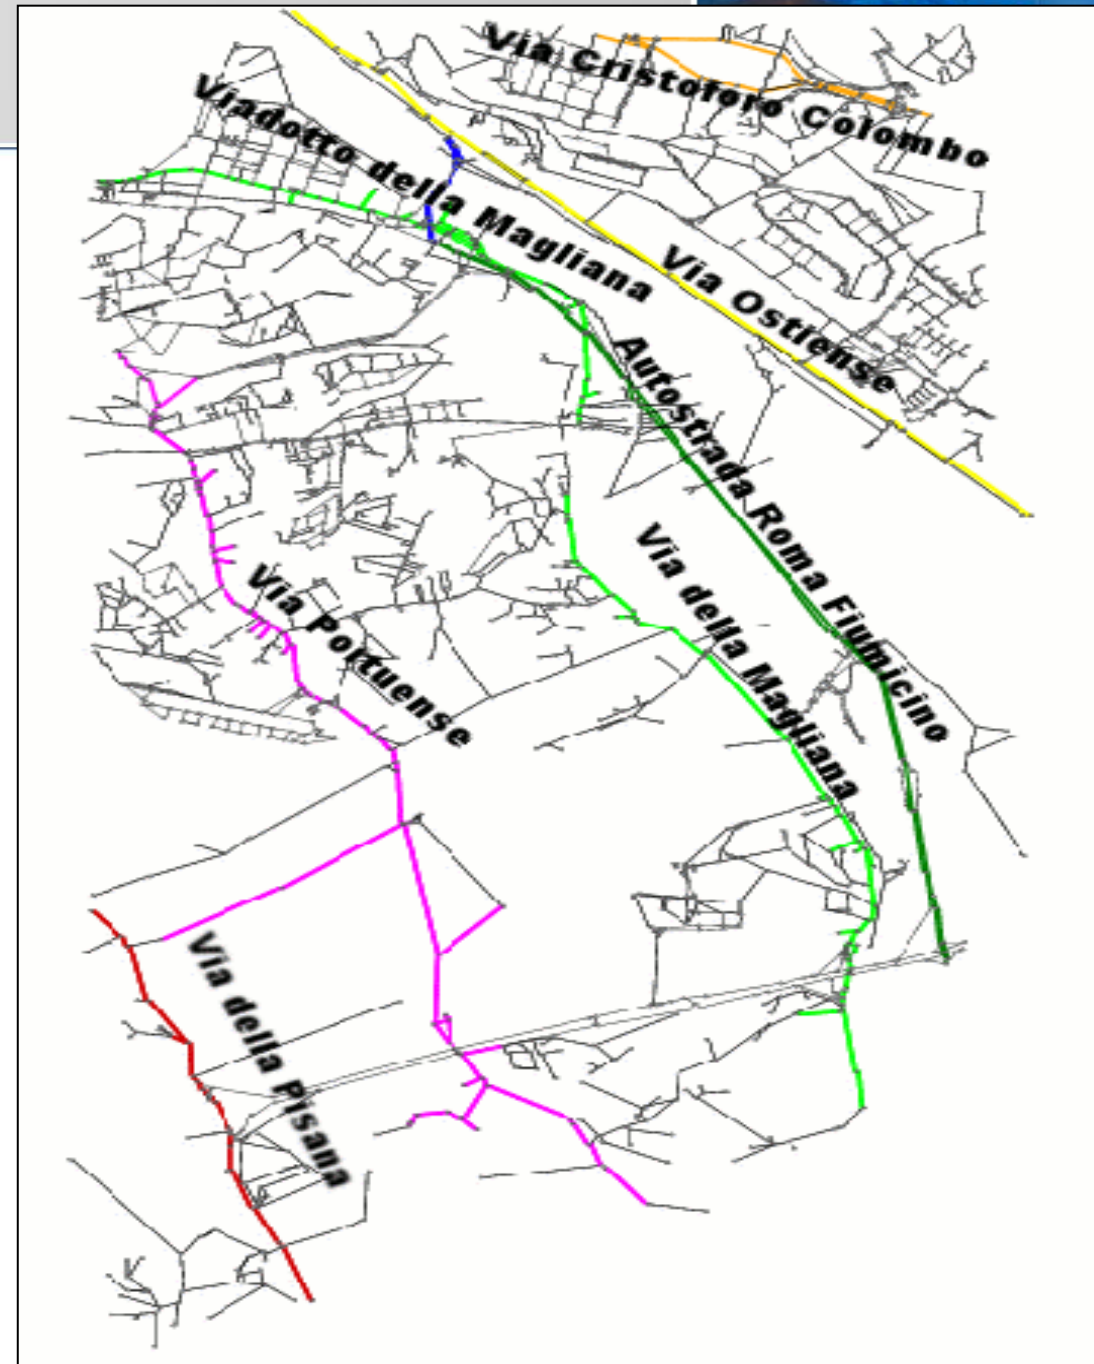 Via Cristoforo Colombo
Viadotto della Magliana
Via Ostiense
Autostrada Roma Fiumicino
Via della Magliana
Via Portuense
Via della Pisana